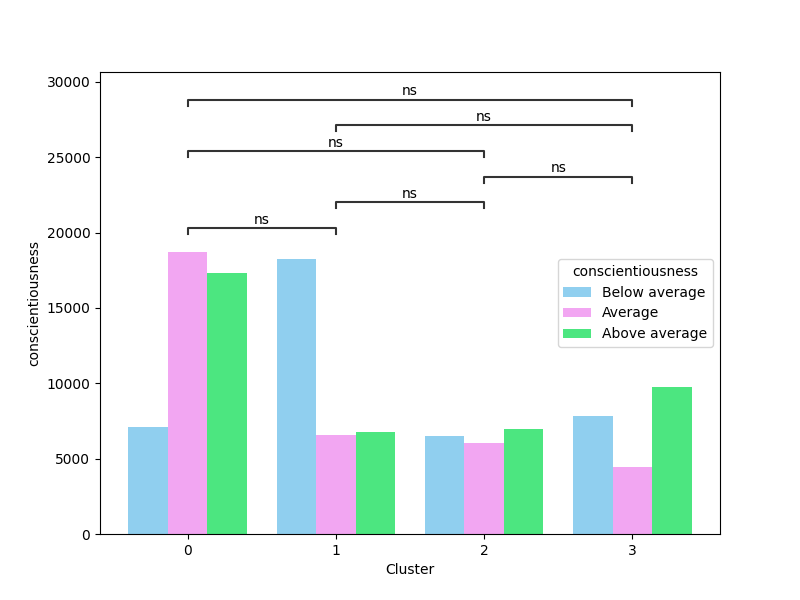 30000
25000
20000
15000
10000
5000
0
conscientiousness
ns
ns
ns
ns
ns
ns
conscientiousness
Below average
Average
Above average
0 1 2 3
Cluster